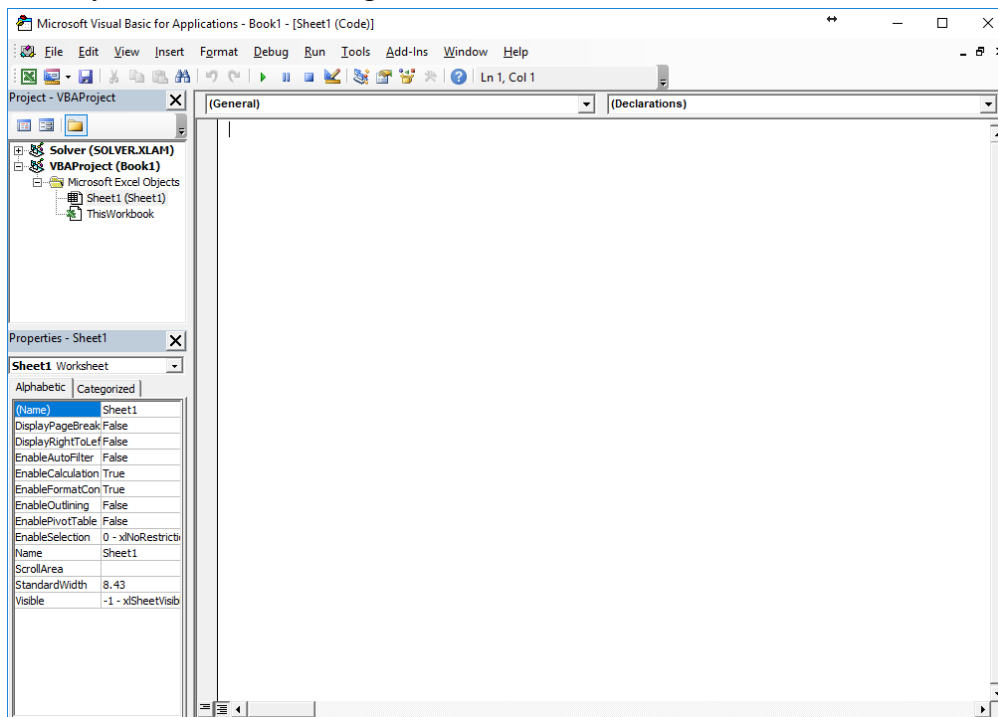 Microsoft Visual Basic for Applications - Book1 - [Sheet1 (Code)]
File Edit View Insert Format Debug Run Tools Add-Ins Window Help
Ln 1, Col 1
Project - VBAProject
(General) (Declarations)
Solver (SOLVER.XLAM)
VBAProject (Book1)
Microsoft Excel Objects
Sheet1 (Sheet1)
ThisWorkbook
Properties - Sheet1
Sheet1 Worksheet
Alphabetic Categorized
(Name) Sheet1
DisplayPageBreak False
DisplayRightToLef False
EnableAutoFilter False
EnableCalculation True
EnableFormatCon True
EnableOutlining False
EnablePivotTable False
EnableSelection 0 - xlNoRestricti
Name Sheet1
ScrollArea
StandardWidth 8.43
Visible -1 - xlSheetVisib